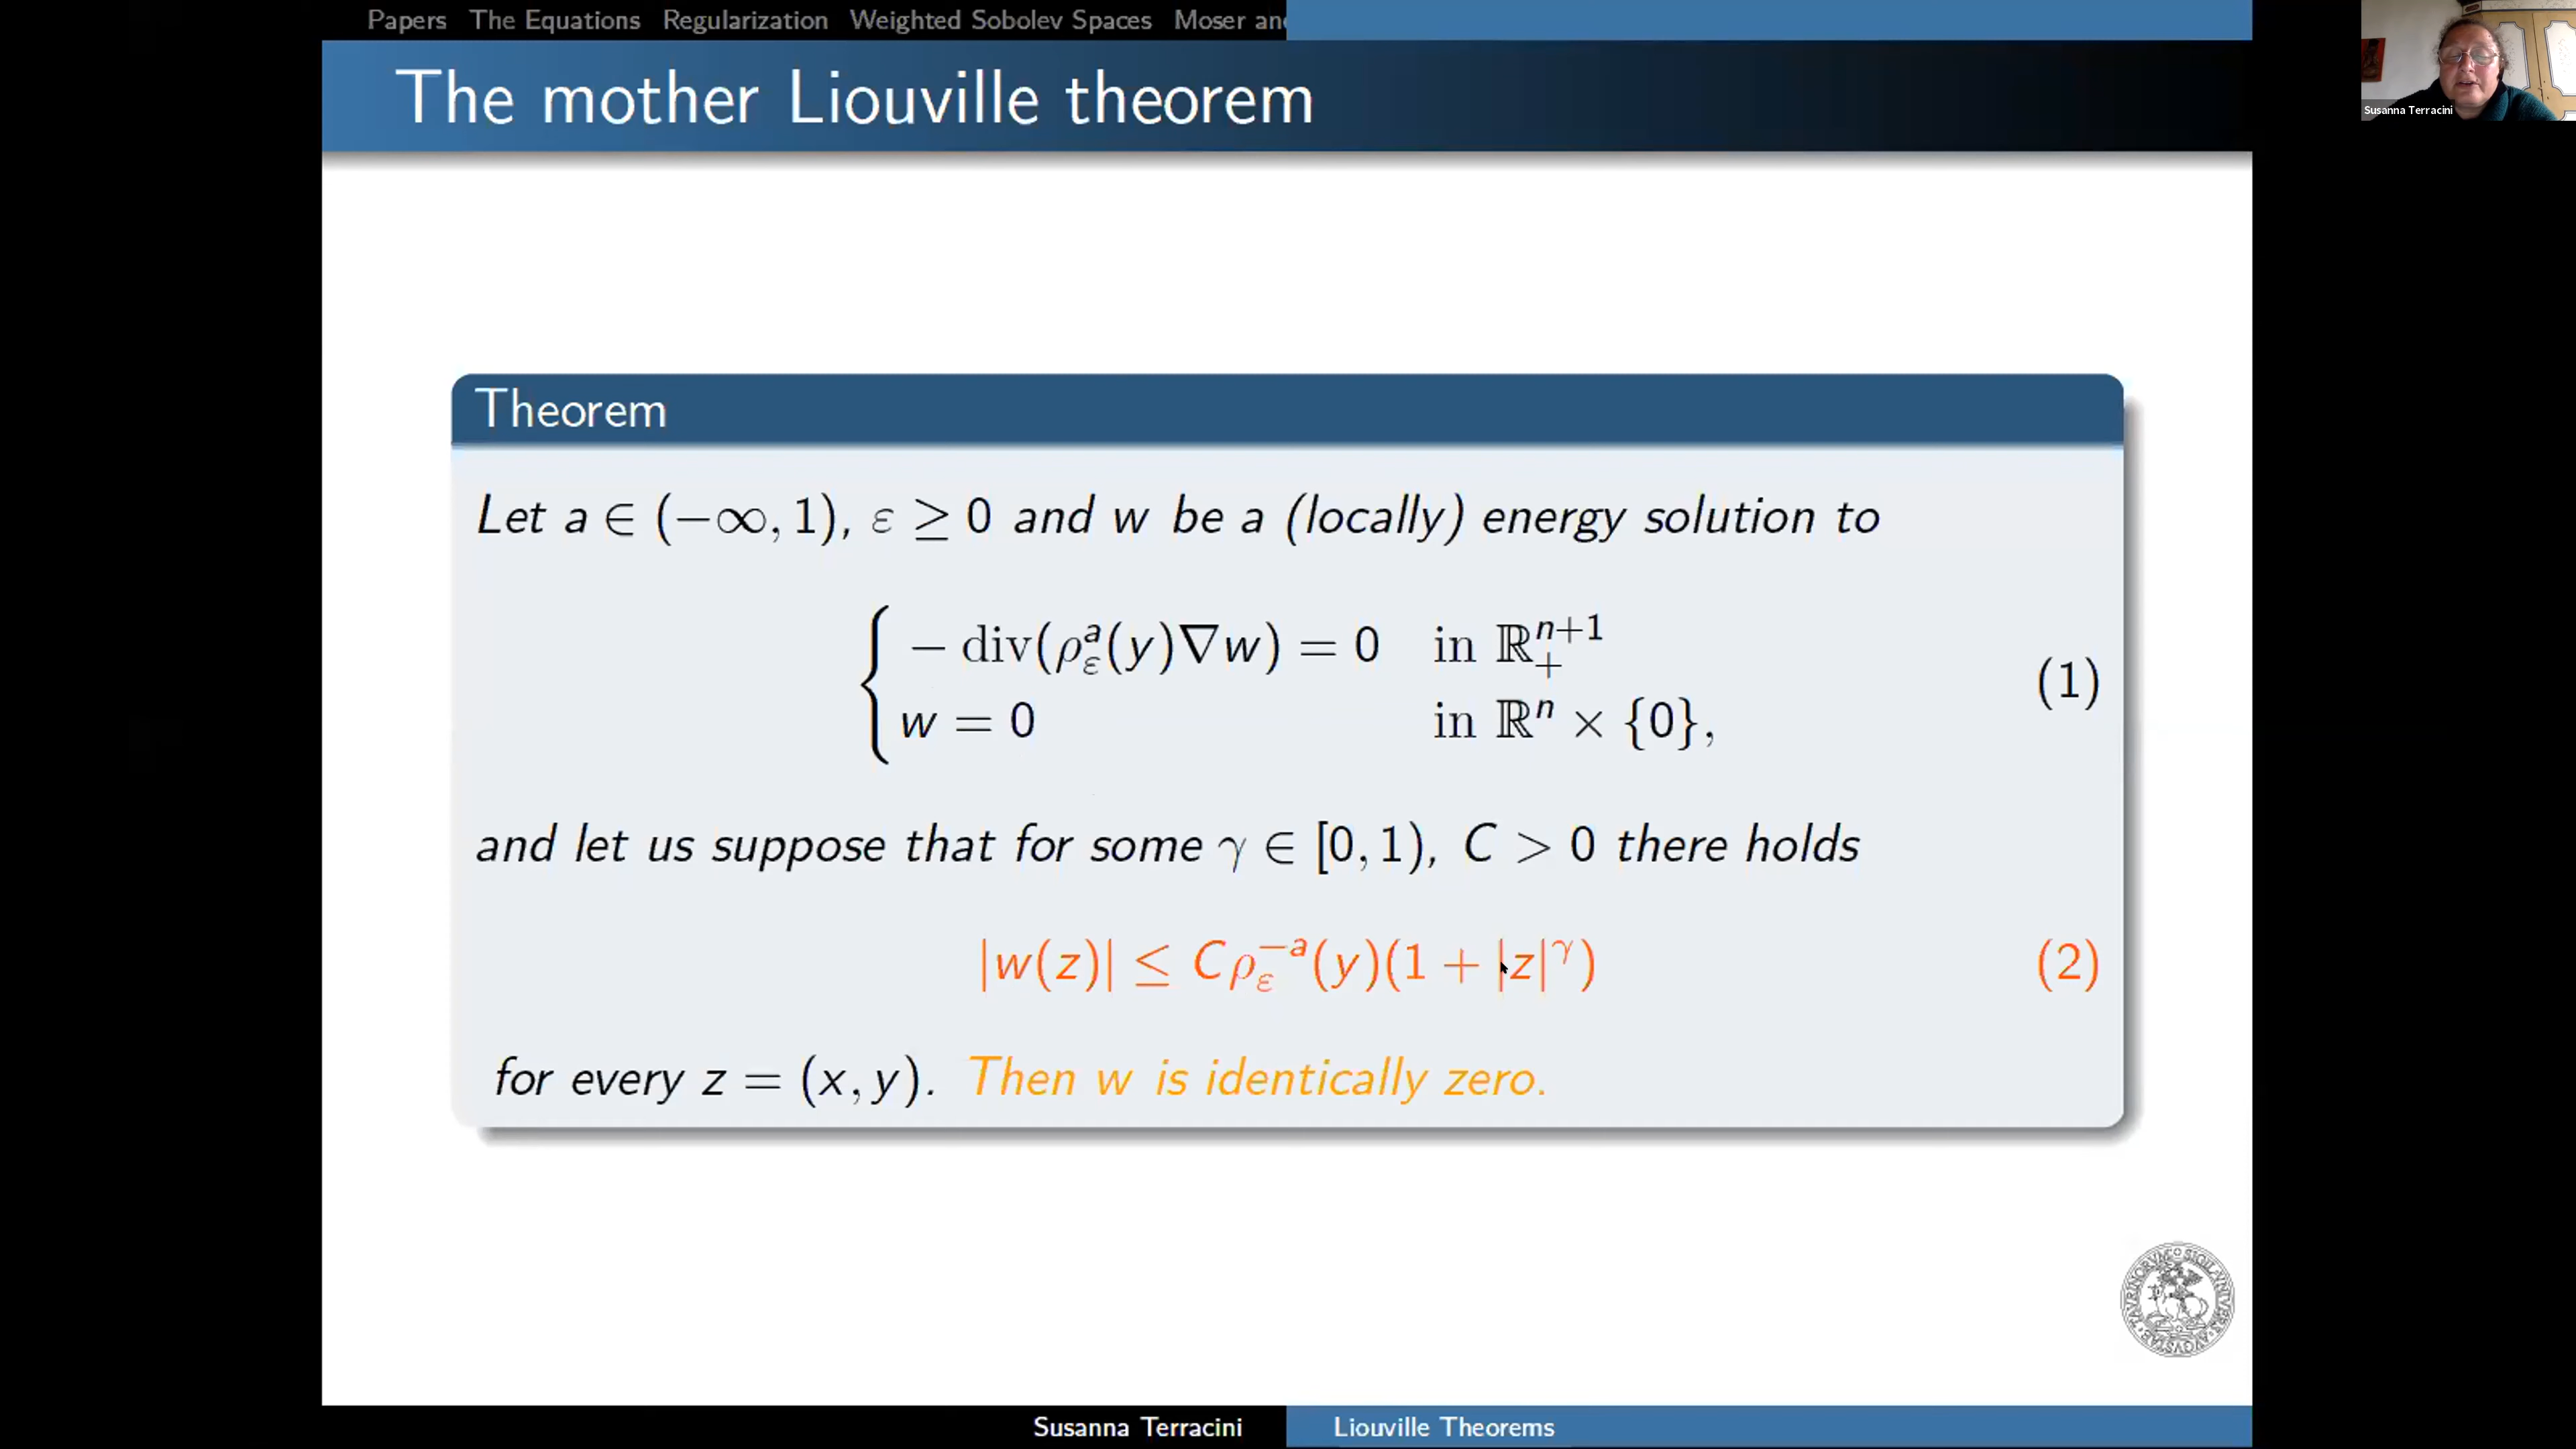 Papers The Equations Regularization Weighted Sobolev Spaces Moser and
The mother Liouville theorem
Susanna Terracini
Theorem
Let a ∈ (−∞, 1), ε ≥ 0 and w be a (locally) energy solution to
− div(ρ_ε^a(y)∇w) = 0 in ℝ_+^{n+1}
w = 0 in ℝ^n × {0},
(1)
and let us suppose that for some γ ∈ [0, 1), C > 0 there holds
|w(z)| ≤ Cρ_ε^{−a}(y)(1 + |z|^γ) (2)
for every z = (x, y). Then w is identically zero.
Susanna Terracini Liouville Theorems